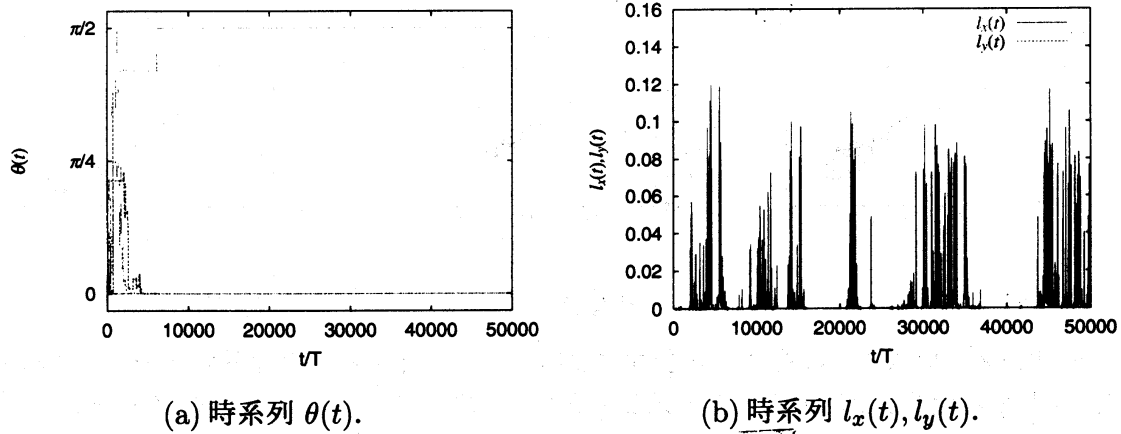 π/2
π/4
0
θ(t)
0 10000 20000 30000 40000 50000
t/T
(a) 時系列 θ(t).
0.16
0.14
0.12
0.1
0.08
0.06
0.04
0.02
0
l_x(t), l_y(t)
l_x(t)
l_y(t)
0 10000 20000 30000 40000 50000
t/T
(b) 時系列 l_x(t), l_y(t).